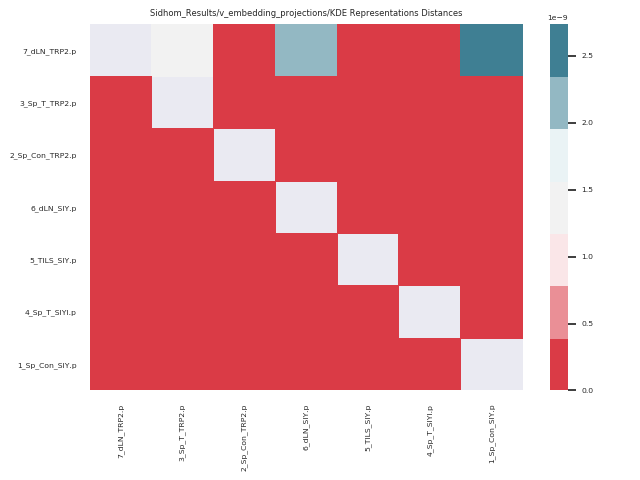 Sidhom_Results/v_embedding_projections/KDE Representations Distances
1e−9
7_dLN_TRP2.p
3_Sp_T_TRP2.p
2_Sp_Con_TRP2.p
6_dLN_SIY.p
5_TILS_SIY.p
4_Sp_T_SIYI.p
1_Sp_Con_SIY.p
2.5
2.0
1.5
1.0
0.5
0.0
7_dLN_TRP2.p
3_Sp_T_TRP2.p
2_Sp_Con_TRP2.p
6_dLN_SIY.p
5_TILS_SIY.p
4_Sp_T_SIYI.p
1_Sp_Con_SIY.p